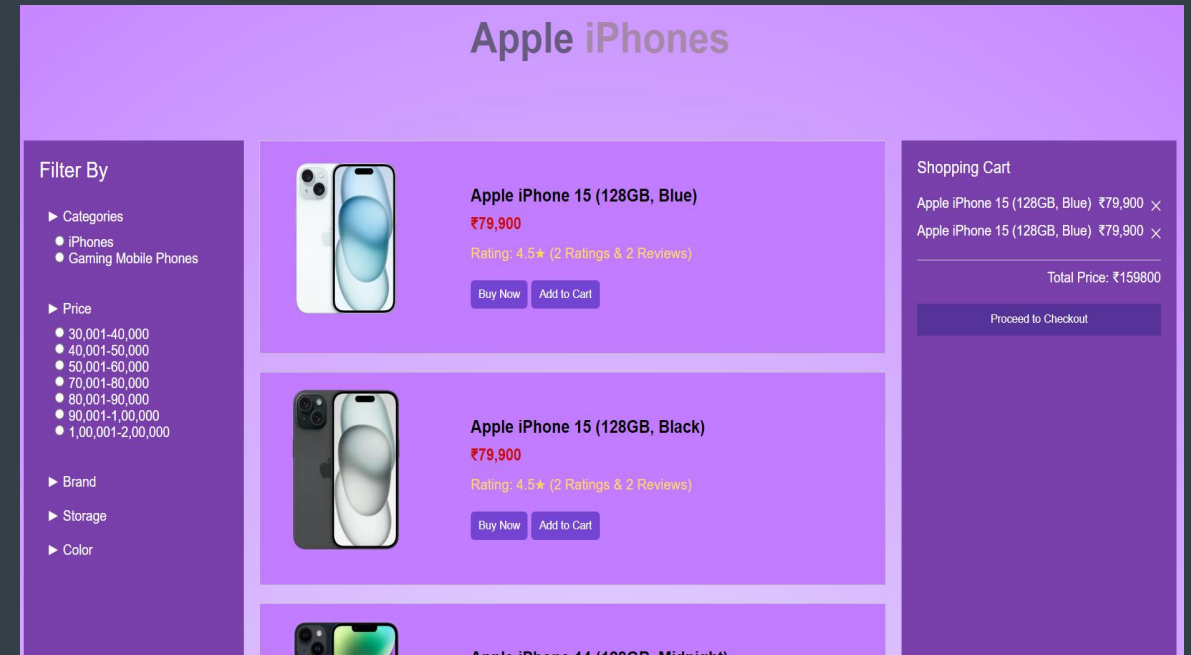 Apple iPhones
Filter By
▶ Categories
iPhones
Gaming Mobile Phones
▶ Price
30,001-40,000
40,001-50,000
50,001-60,000
70,001-80,000
80,001-90,000
90,001-1,00,000
1,00,001-2,00,000
▶ Brand
▶ Storage
▶ Color
Apple iPhone 15 (128GB, Blue)
₹79,900
Rating: 4.5★ (2 Ratings & 2 Reviews)
Buy Now Add to Cart
Apple iPhone 15 (128GB, Black)
₹79,900
Rating: 4.5★ (2 Ratings & 2 Reviews)
Buy Now Add to Cart
Apple iPhone 14 (128GB, Midnight)
Shopping Cart
Apple iPhone 15 (128GB, Blue) ₹79,900 ×
Apple iPhone 15 (128GB, Blue) ₹79,900 ×
Total Price: ₹159800
Proceed to Checkout